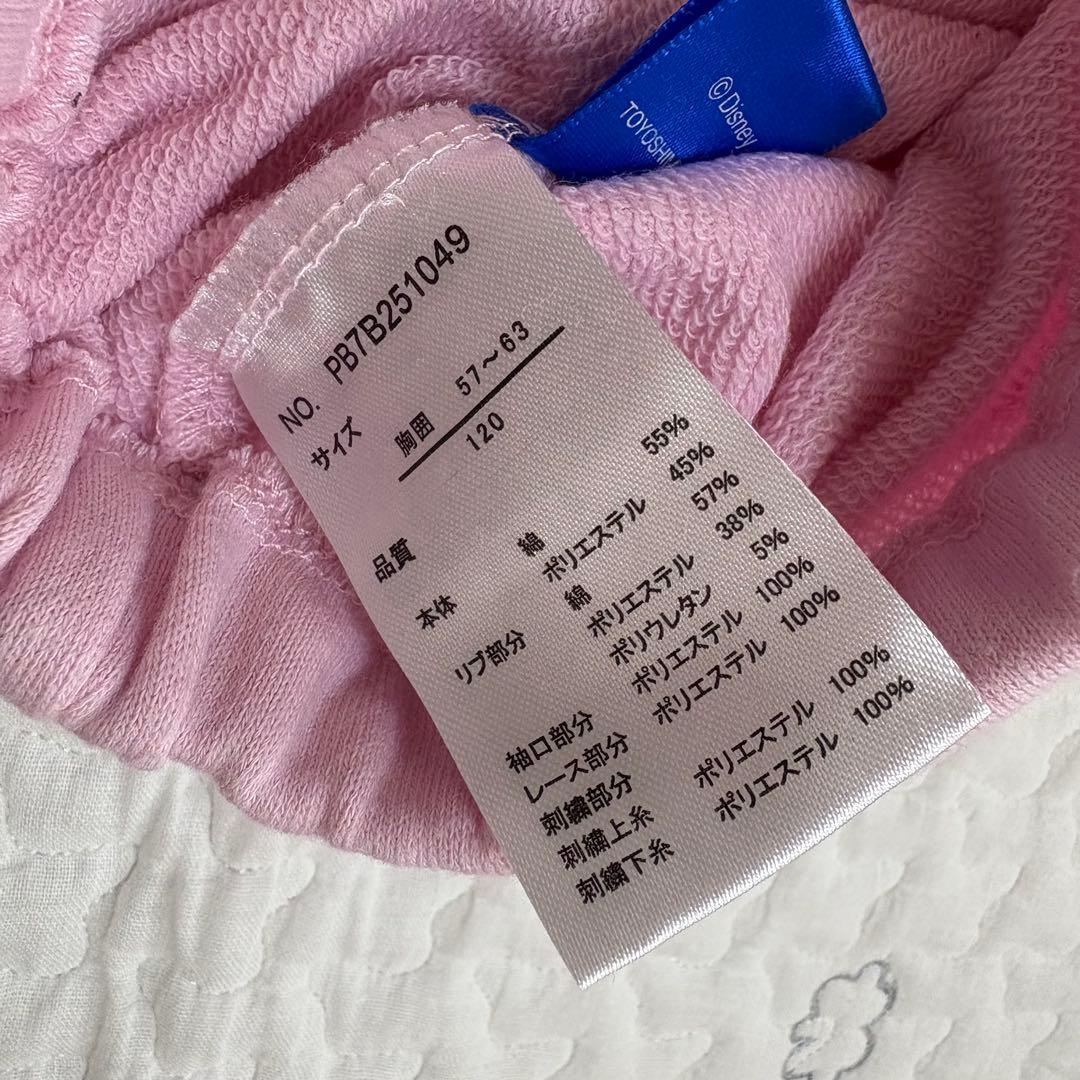 ©Disney
TOYOSHIM
NO. PB7B251049
サイズ 胸囲 57～63
120
品質
本体 綿 55%
ポリエステル 45%
リブ部分 綿 57%
ポリエステル 38%
ポリウレタン 5%
袖口部分 ポリエステル 100%
レース部分 ポリエステル 100%
刺繍部分
刺繍上糸 ポリエステル 100%
刺繍下糸 ポリエステル 100%